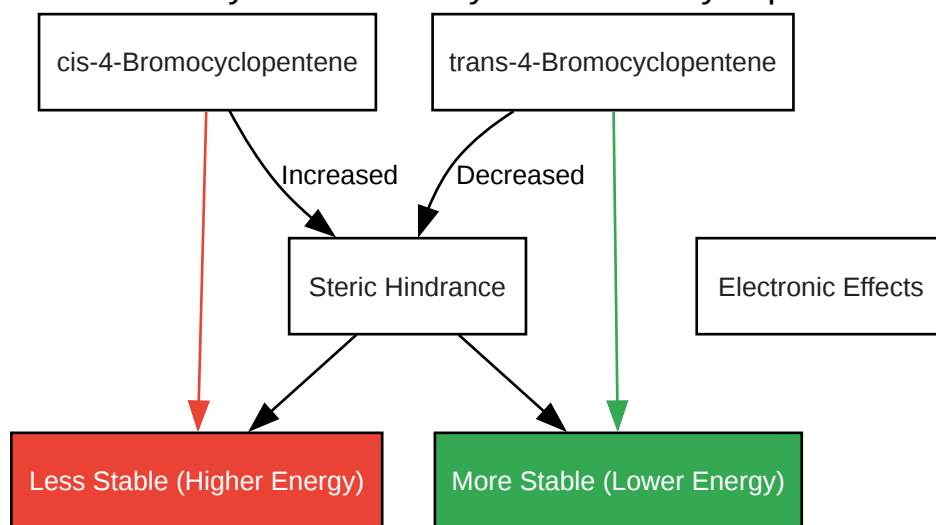 cis-4-Bromocyclopentene
trans-4-Bromocyclopentene
Increased
Decreased
Steric Hindrance
Electronic Effects
Less Stable (Higher Energy)
More Stable (Lower Energy)